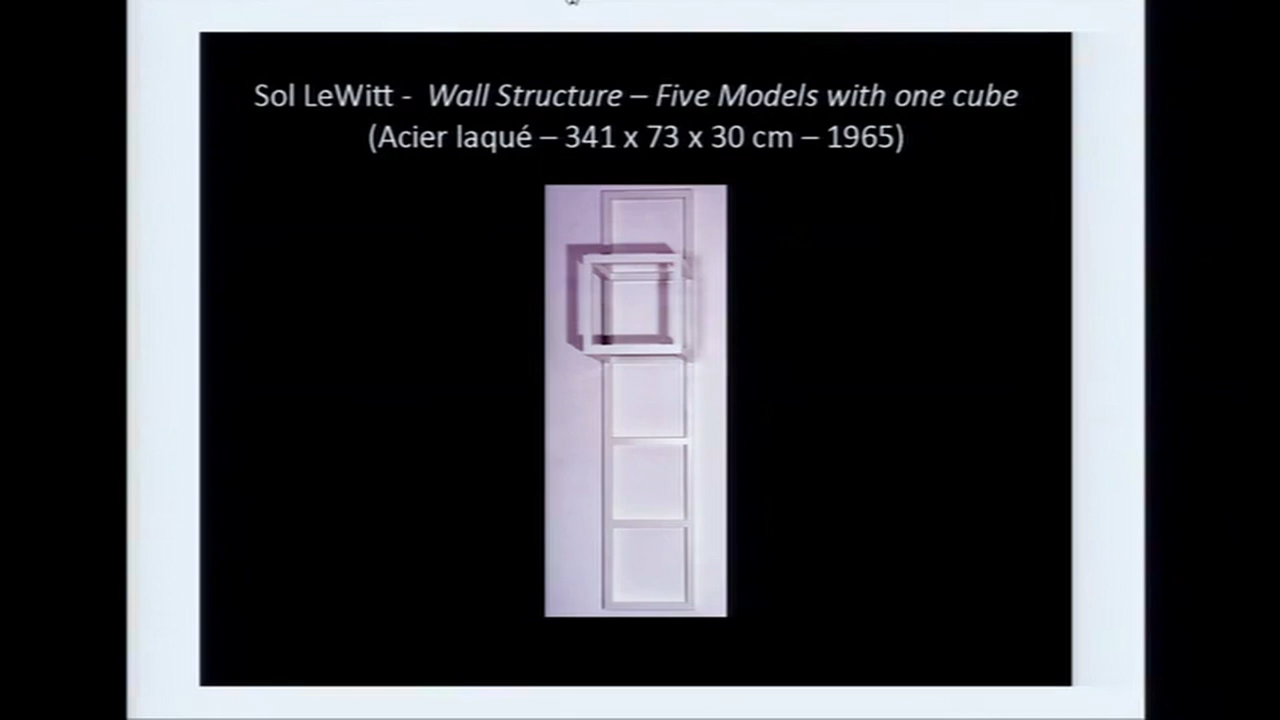 Sol LeWitt - Wall Structure – Five Models with one cube
(Acier laqué – 341 x 73 x 30 cm – 1965)